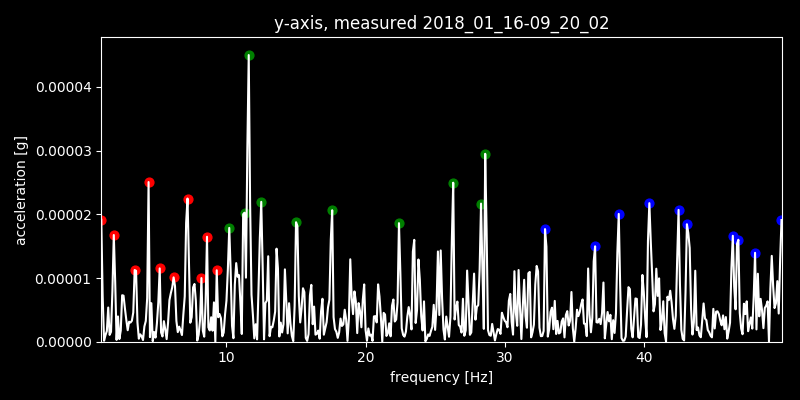 y-axis, measured 2018_01_16-09_20_02
acceleration [g]
0.00004
0.00003
0.00002
0.00001
0.00000
10 20 30 40
frequency [Hz]